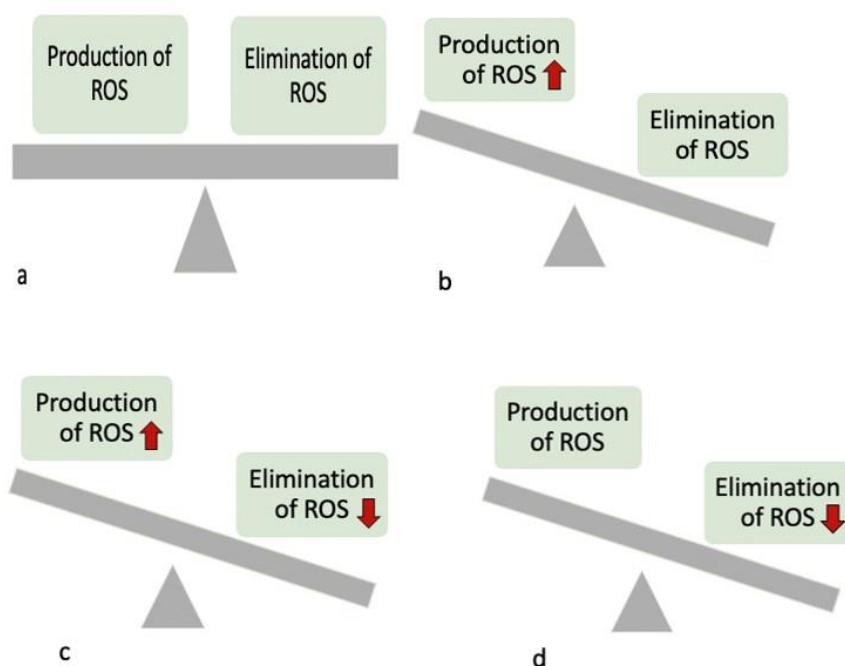 Production of
ROS
Elimination of
ROS
a
Production
of ROS
Elimination
of ROS
b
Production
of ROS
Elimination
of ROS
c
Production
of ROS
Elimination
of ROS
d